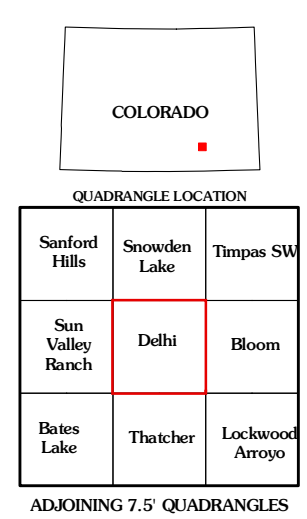 COLORADO
QUADRANGLE LOCATION
Sanford
Hills
Snowden
Lake
Timpas SW
Sun
Valley
Ranch
Delhi
Bloom
Bates
Lake
Thatcher
Lockwood
Arroyo
ADJOINING 7.5' QUADRANGLES